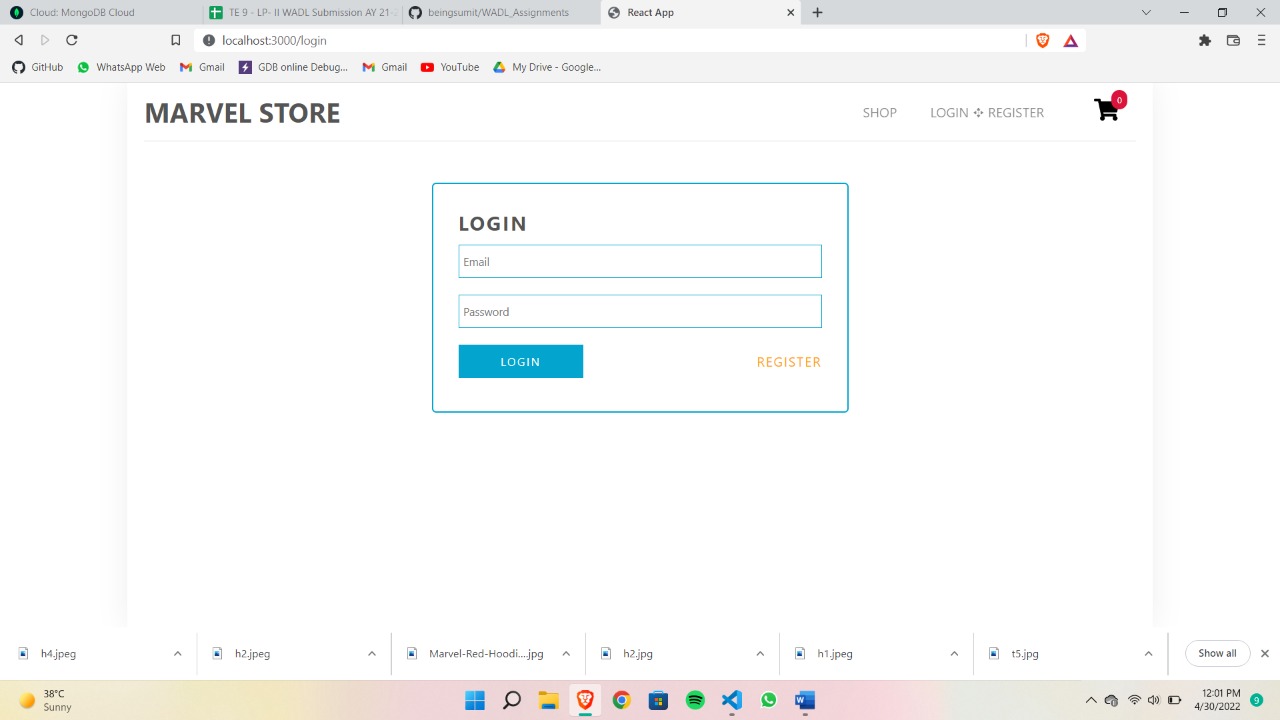 Cloud: MongoDB Cloud
TE 9 - LP- II WADL Submission AY 21-2
beingsumit/WADL_Assignments
React App
localhost:3000/login
GitHub
WhatsApp Web
Gmail
GDB online Debug...
Gmail
YouTube
My Drive - Google...
MARVEL STORE
SHOP
LOGIN
REGISTER
0
LOGIN
Email
Password
LOGIN
REGISTER
h4.jpeg
h2.jpeg
Marvel-Red-Hoodi....jpg
h2.jpg
h1.jpeg
t5.jpg
Show all
38°C
Sunny
12:01 PM
4/30/2022
9